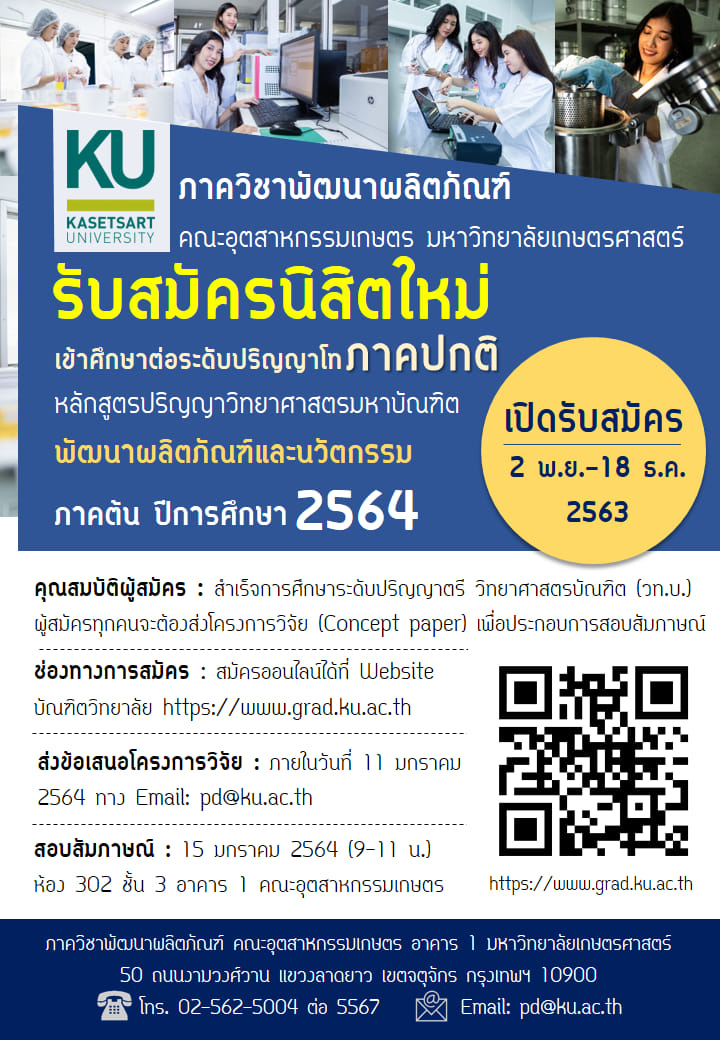 KU
KASETSART
UNIVERSITY
ภาควิชาพัฒนาผลิตภัณฑ์
คณะอุตสาหกรรมเกษตร มหาวิทยาลัยเกษตรศาสตร์
รับสมัครนิสิตใหม่
เข้าศึกษาต่อระดับปริญญาโท ภาคปกติ
หลักสูตรปริญญาวิทยาศาสตรมหาบัณฑิต
พัฒนาผลิตภัณฑ์และนวัตกรรม
ภาคต้น ปีการศึกษา 2564
เปิดรับสมัคร
2 พ.ย.-18 ธ.ค.
2563
คุณสมบัติผู้สมัคร : สำเร็จการศึกษาระดับปริญญาตรี วิทยาศาสตรบัณฑิต (วท.บ.)
ผู้สมัครทุกคนจะต้องส่งโครงการวิจัย (Concept paper) เพื่อประกอบการสอบสัมภาษณ์
ช่องทางการสมัคร : สมัครออนไลน์ได้ที่ Website
บัณฑิตวิทยาลัย https://www.grad.ku.ac.th
ส่งข้อเสนอโครงการวิจัย : ภายในวันที่ 11 มกราคม
2564 ทาง Email: pd@ku.ac.th
สอบสัมภาษณ์ : 15 มกราคม 2564 (9-11 น.)
ห้อง 302 ชั้น 3 อาคาร 1 คณะอุตสาหกรรมเกษตร
https://www.grad.ku.ac.th
ภาควิชาพัฒนาผลิตภัณฑ์ คณะอุตสาหกรรมเกษตร อาคาร 1 มหาวิทยาลัยเกษตรศาสตร์
50 ถนนงามวงศ์วาน แขวงลาดยาว เขตจตุจักร กรุงเทพฯ 10900
โทร. 02-562-5004 ต่อ 5567 Email: pd@ku.ac.th